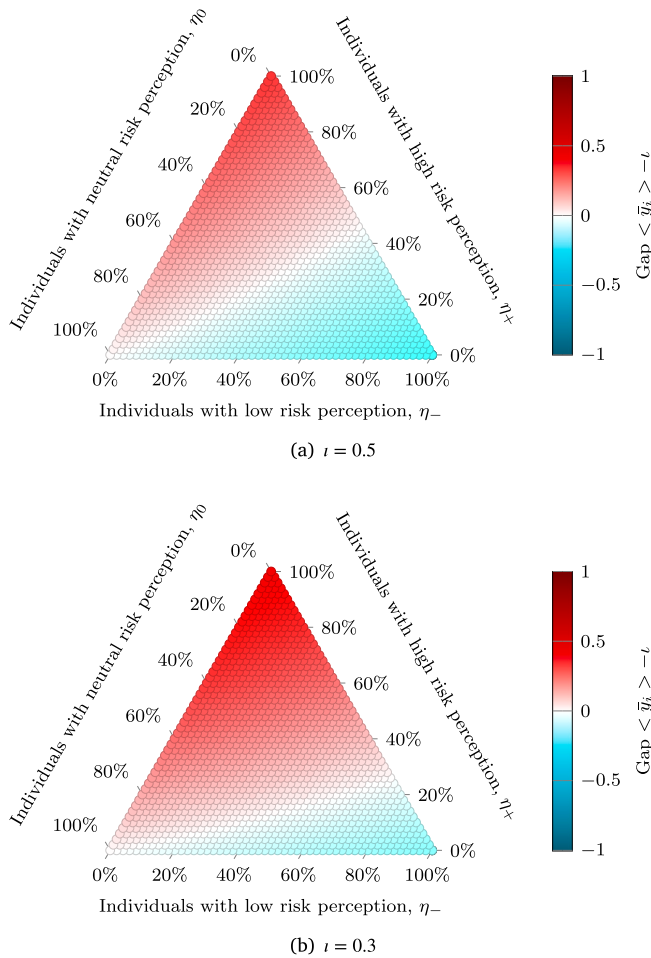 Individuals with neutral risk perception, η₀
Individuals with high risk perception, η₊
0%
20%
40%
60%
80%
100%
100%
80%
60%
40%
20%
0%
0% 20% 40% 60% 80% 100%
Individuals with low risk perception, η₋
1
0.5
0
−0.5
−1
Gap < ȳᵢ > −ι
(a) ι = 0.5
Individuals with neutral risk perception, η₀
Individuals with high risk perception, η₊
0%
20%
40%
60%
80%
100%
100%
80%
60%
40%
20%
0%
0% 20% 40% 60% 80% 100%
Individuals with low risk perception, η₋
1
0.5
0
−0.5
−1
Gap < ȳᵢ > −ι
(b) ι = 0.3